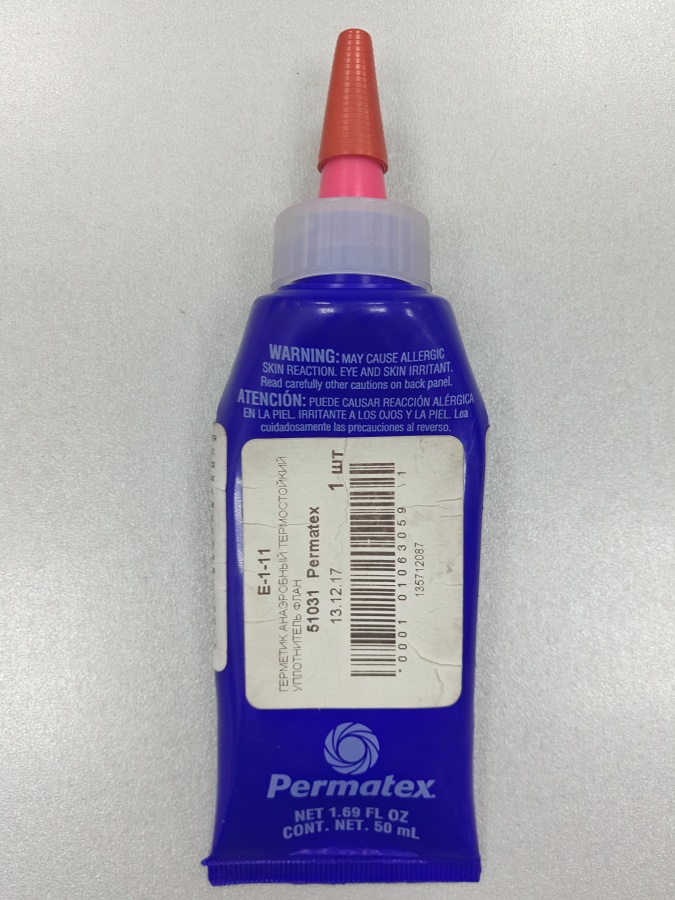 WARNING: MAY CAUSE ALLERGIC
SKIN REACTION. EYE AND SKIN IRRITANT.
Read carefully other cautions on back panel.
ATENCIÓN: PUEDE CAUSAR REACCIÓN ALÉRGICA
EN LA PIEL. IRRITANTE A LOS OJOS Y LA PIEL. Lea
cuidadosamente las precauciones al reverso.
E-1-11
ГЕРМЕТИК АНАЭРОБНЫЙ ТЕРМОСТОЙКИЙ
УПЛОТНИТЕЛЬ ФЛАН
51031 Permatex
13.12.17
1 шт
*0001 01063059 1
135712087
Permatex
NET 1.69 FL OZ
CONT. NET. 50 mL